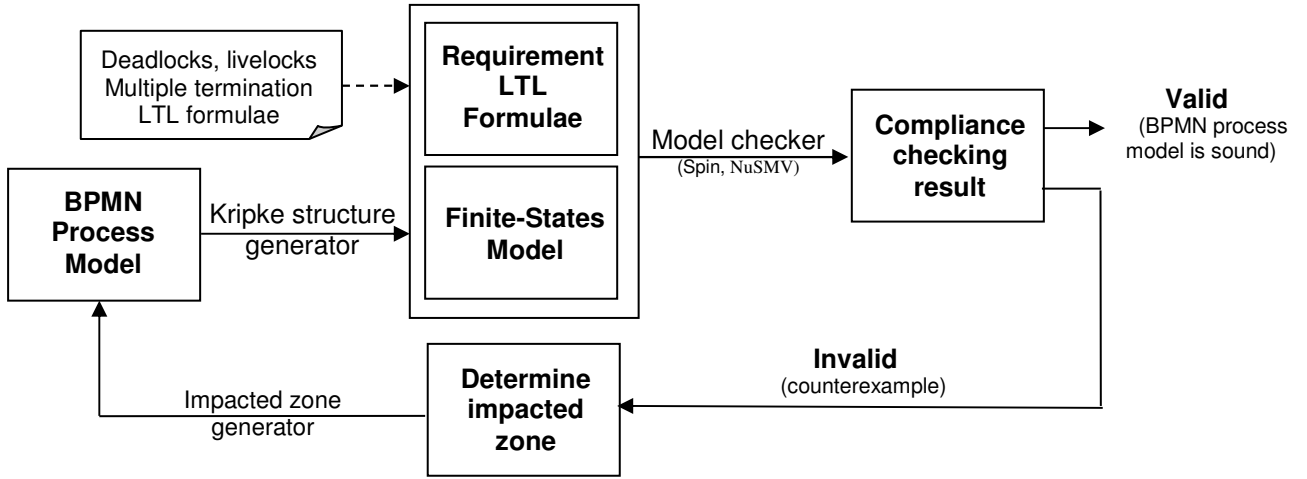 Deadlocks, livelocks
Multiple termination
LTL formulae
Requirement
LTL
Formulae
Finite-States
Model
BPMN
Process
Model
Kripke structure
generator
Model checker
(Spin, NuSMV)
Compliance
checking
result
Valid
(BPMN process
model is sound)
Invalid
(counterexample)
Determine
impacted
zone
Impacted zone
generator